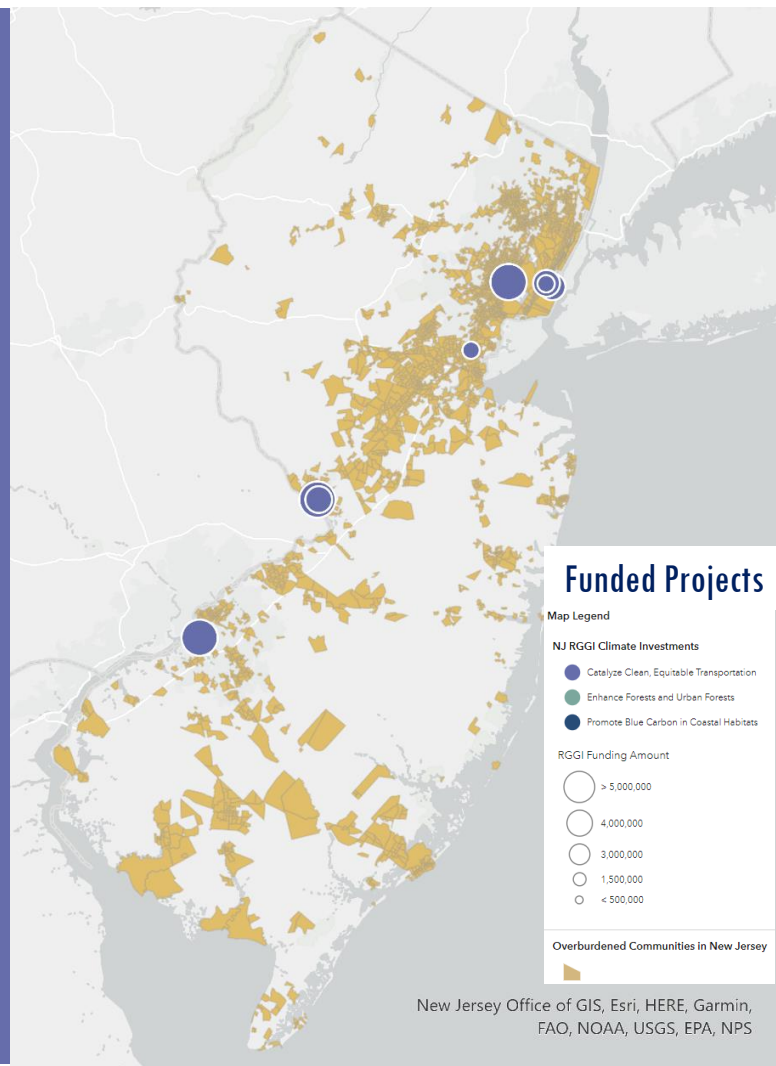 Funded Projects
Map Legend
NJ RGGI Climate Investments
Catalyze Clean, Equitable Transportation
Enhance Forests and Urban Forests
Promote Blue Carbon in Coastal Habitats
RGGI Funding Amount
> 5,000,000
4,000,000
3,000,000
1,500,000
< 500,000
Overburdened Communities in New Jersey
New Jersey Office of GIS, Esri, HERE, Garmin,
FAO, NOAA, USGS, EPA, NPS